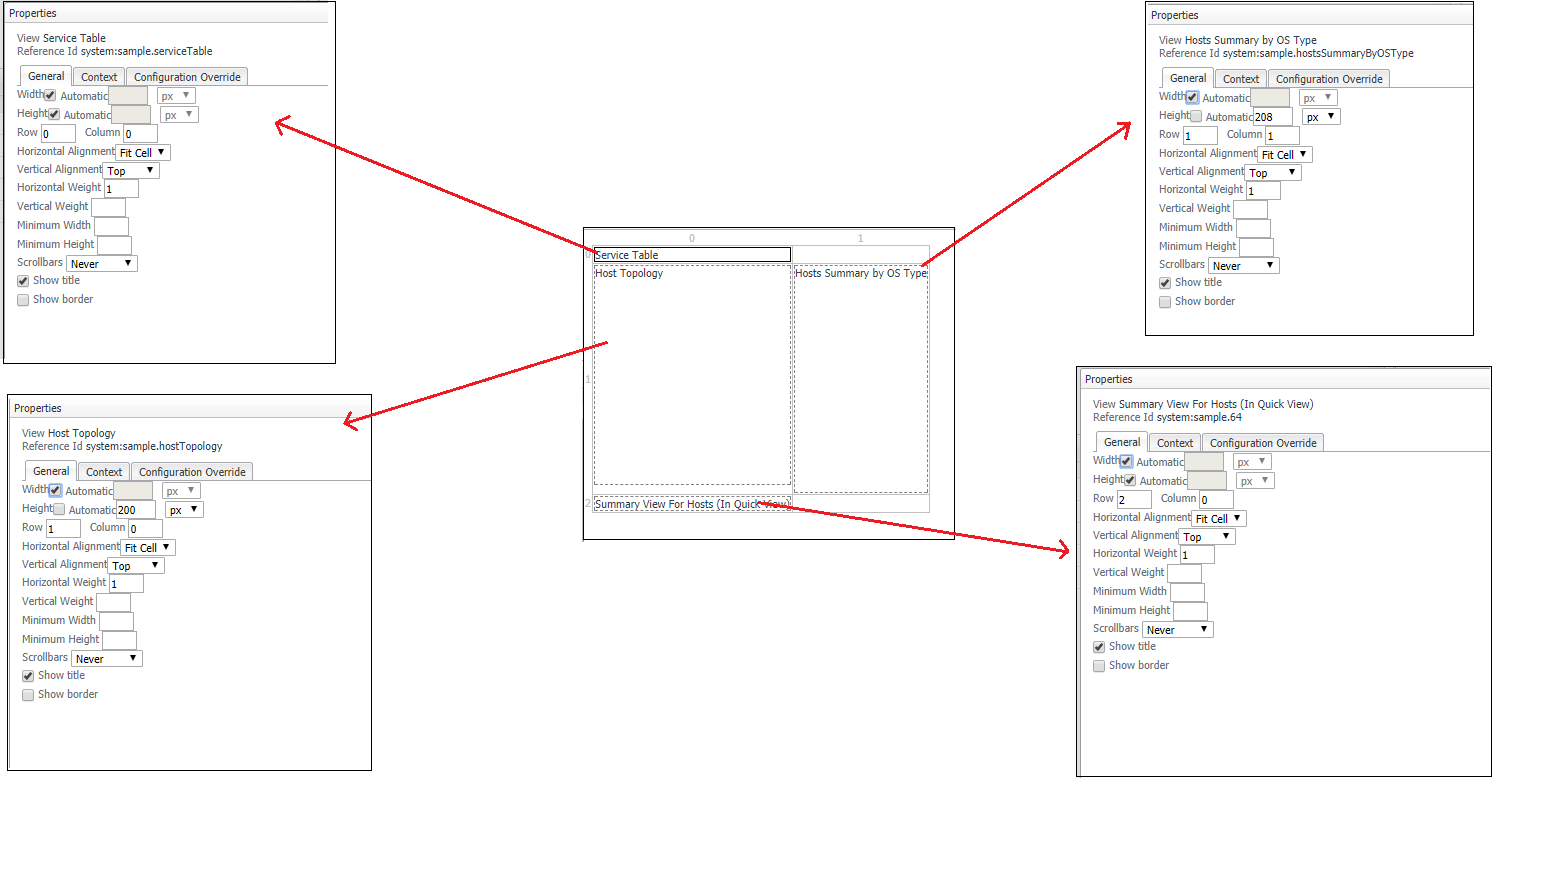 Properties
View Service Table
Reference Id system:sample.serviceTable
General Context Configuration Override
Width Automatic px
Height Automatic px
Row 0 Column 0
Horizontal Alignment Fit Cell
Vertical Alignment Top
Horizontal Weight 1
Vertical Weight
Minimum Width
Minimum Height
Scrollbars Never
Show title
Show border
Properties
View Hosts Summary by OS Type
Reference Id system:sample.hostsSummaryByOSType
General Context Configuration Override
Width Automatic px
Height Automatic 208 px
Row 1 Column 1
Horizontal Alignment Fit Cell
Vertical Alignment Top
Horizontal Weight 1
Vertical Weight
Minimum Width
Minimum Height
Scrollbars Never
Show title
Show border
0 1
0 Service Table
Host Topology Hosts Summary by OS Type
1
2 Summary View For Hosts (In Quick View)
Properties
View Host Topology
Reference Id system:sample.hostTopology
General Context Configuration Override
Width Automatic px
Height Automatic 200 px
Row 1 Column 0
Horizontal Alignment Fit Cell
Vertical Alignment Top
Horizontal Weight 1
Vertical Weight
Minimum Width
Minimum Height
Scrollbars Never
Show title
Show border
Properties
View Summary View For Hosts (In Quick View)
Reference Id system:sample.64
General Context Configuration Override
Width Automatic px
Height Automatic px
Row 2 Column 0
Horizontal Alignment Fit Cell
Vertical Alignment Top
Horizontal Weight 1
Vertical Weight
Minimum Width
Minimum Height
Scrollbars Never
Show title
Show border